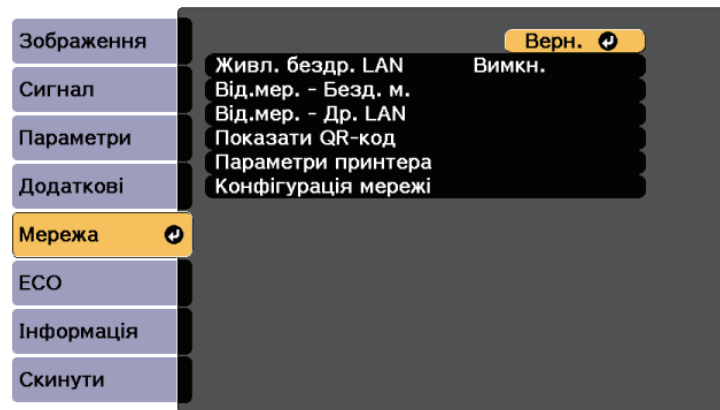 Зображення
Сигнал
Параметри
Додаткові
Мережа
ECO
Інформація
Скинути
Верн.
Живл. бездр. LAN Вимкн.
Від.мер. - Безд. м.
Від.мер. - Др. LAN
Показати QR-код
Параметри принтера
Конфігурація мережі